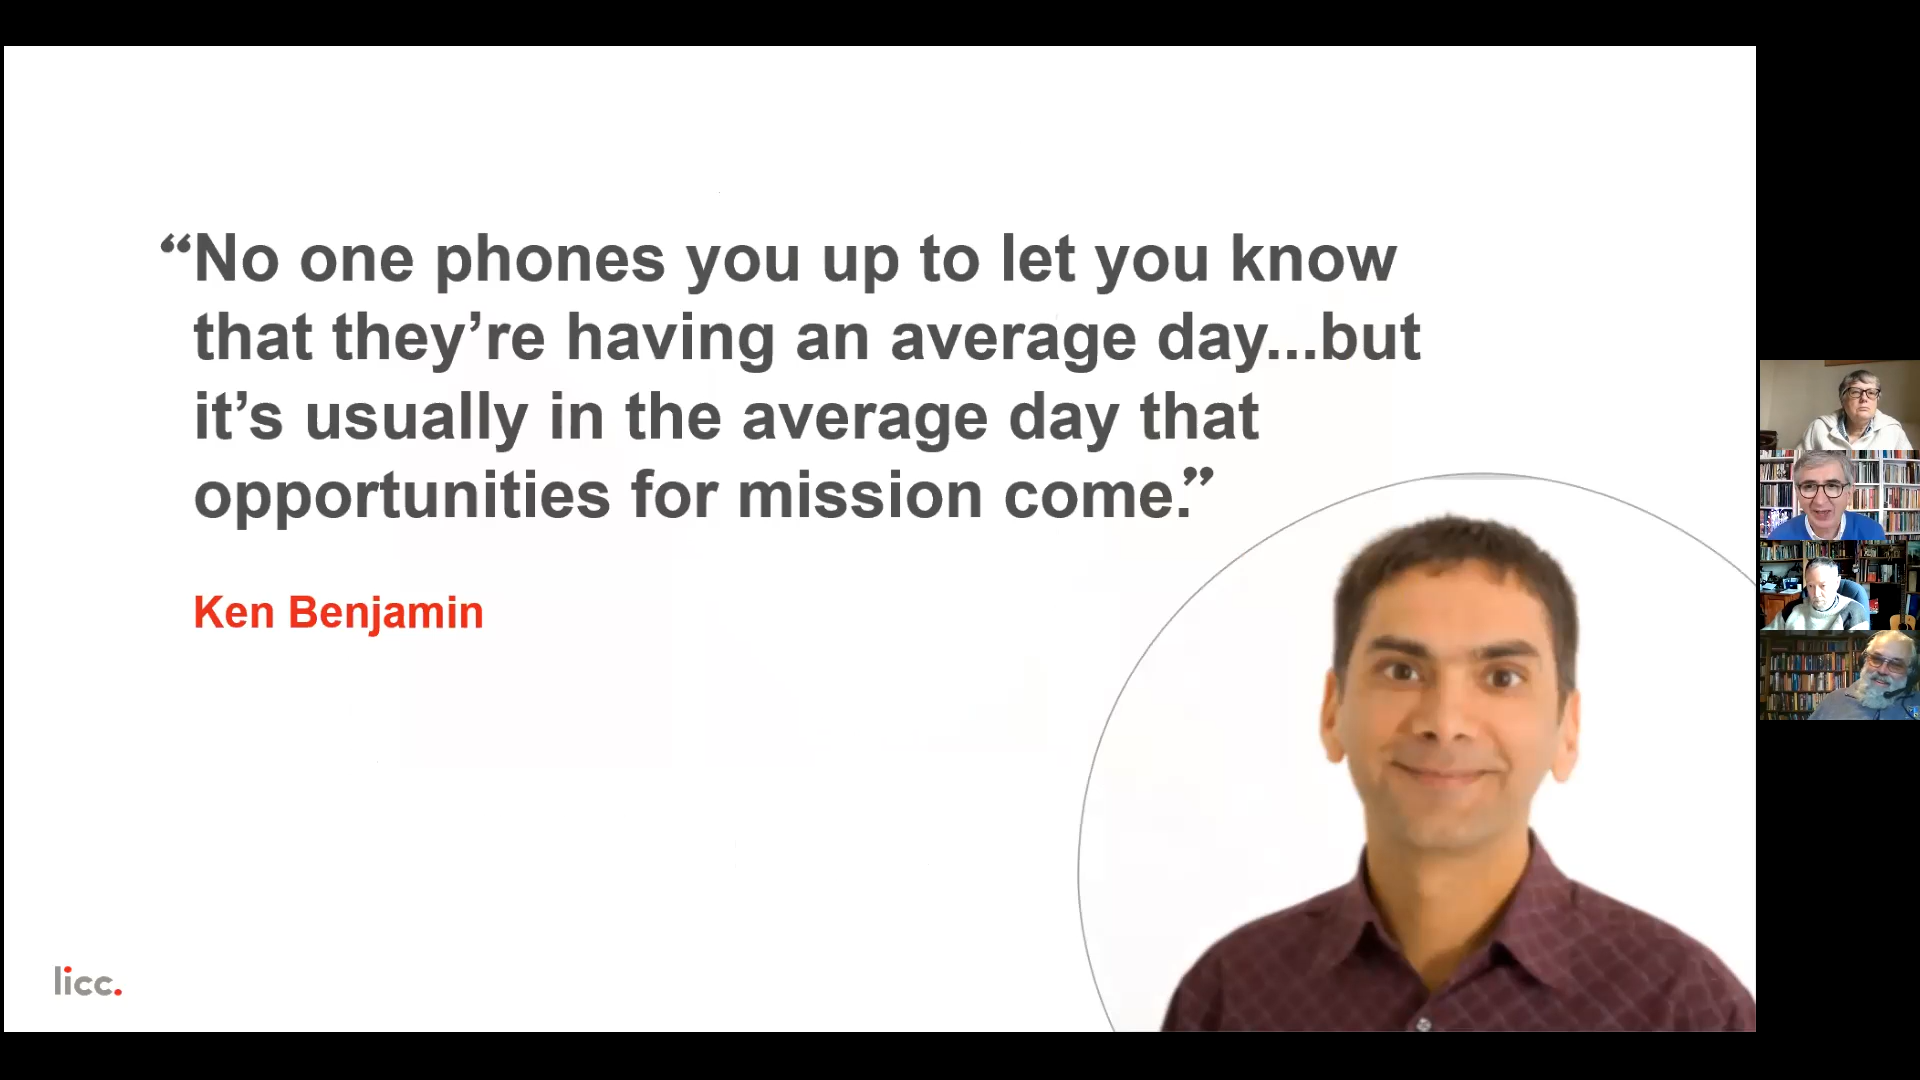 “No one phones you up to let you know
that they’re having an average day...but
it’s usually in the average day that
opportunities for mission come.”
Ken Benjamin
licc.